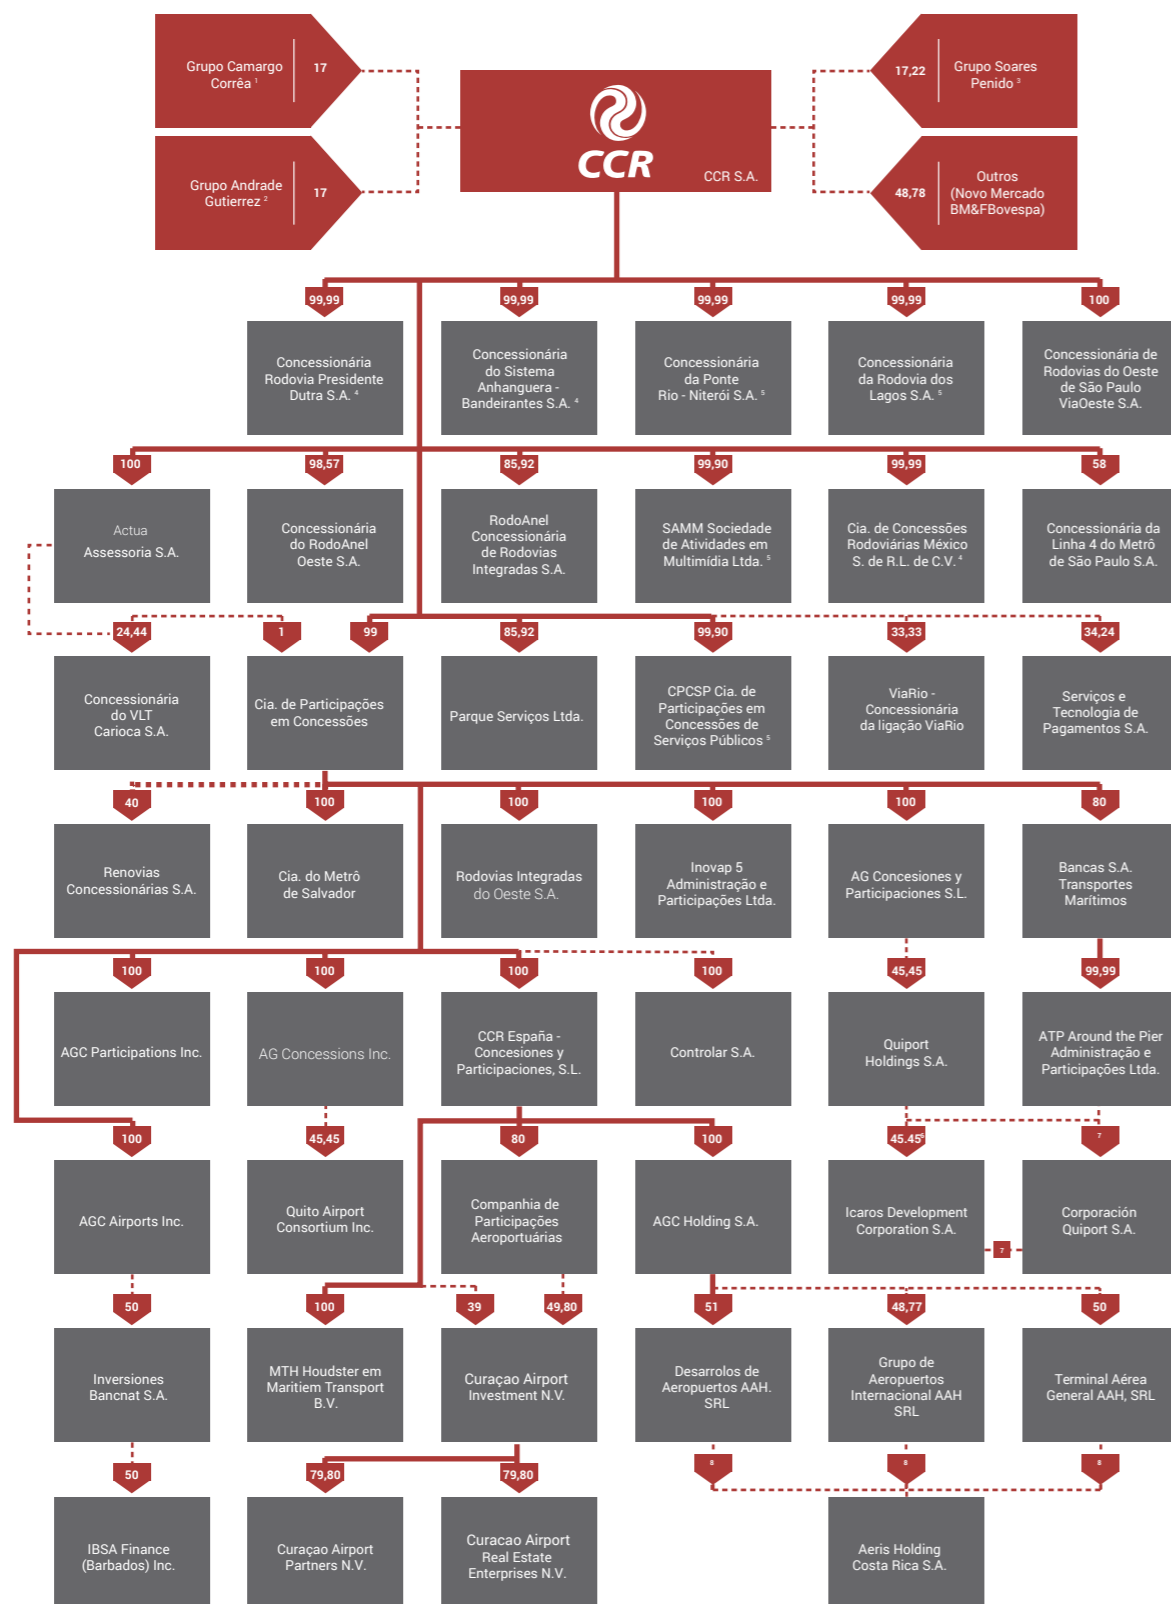 Grupo Camargo
Corrêa ¹
17
17,22
Grupo Soares
Penido ³
CCR
CCR S.A.
Grupo Andrade
Gutierrez ²
17
48,78
Outros
(Novo Mercado
BM&FBovespa)
99,99
99,99
99,99
99,99
100
Concessionária
Rodovia Presidente
Dutra S.A. ⁴
Concessionária
do Sistema
Anhanguera -
Bandeirantes S.A. ⁴
Concessionária
da Ponte
Rio - Niterói S.A. ⁵
Concessionária
da Rodovia dos
Lagos S.A. ⁵
Concessionária de
Rodovias do Oeste
de São Paulo
ViaOeste S.A.
100
98,57
85,92
99,90
99,99
58
Actua
Assessoria S.A.
Concessionária
do RodoAnel
Oeste S.A.
RodoAnel
Concessionária
de Rodovias
Integradas S.A.
SAMM Sociedade
de Atividades em
Multimídia Ltda. ⁵
Cia. de Concessões
Rodoviárias México
S. de R.L. de C.V. ⁴
Concessionária da
Linha 4 do Metrô
de São Paulo S.A.
24,44
1
99
85,92
99,90
33,33
34,24
Concessionária
do VLT
Carioca S.A.
Cia. de Participações
em Concessões
Parque Serviços Ltda.
CPCSP Cia. de
Participações em
Concessões de
Serviços Públicos ⁵
ViaRio -
Concessionária
da ligação ViaRio
Serviços e
Tecnologia de
Pagamentos S.A.
40
100
100
100
100
80
Renovias
Concessionárias S.A.
Cia. do Metrô
de Salvador
Rodovias Integradas
do Oeste S.A.
Inovap 5
Administração e
Participações Ltda.
AG Concesiones y
Participaciones S.L.
Bancas S.A.
Transportes
Marítimos
100
100
100
100
45,45
99,99
AGC Participations Inc.
AG Concessions Inc.
CCR España -
Concesiones y
Participaciones, S.L.
Controlar S.A.
Quiport
Holdings S.A.
ATP Around the Pier
Administração e
Participações Ltda.
100
45,45
80
100
45.45⁶
7
AGC Airports Inc.
Quito Airport
Consortium Inc.
Companhia de
Participações
Aeroportuárias
AGC Holding S.A.
Icaros Development
Corporation S.A.
7
Corporación
Quiport S.A.
50
100
39
49,80
51
48,77
50
Inversiones
Bancnat S.A.
MTH Houdster em
Maritiem Transport
B.V.
Curaçao Airport
Investment N.V.
Desarrolos de
Aeropuertos AAH.
SRL
Grupo de
Aeropuertos
Internacional AAH
SRL
Terminal Aérea
General AAH, SRL
50
79,80
79,80
8
8
8
IBSA Finance
(Barbados) Inc.
Curaçao Airport
Partners N.V.
Curacao Airport
Real Estate
Enterprises N.V.
Aeris Holding
Costa Rica S.A.